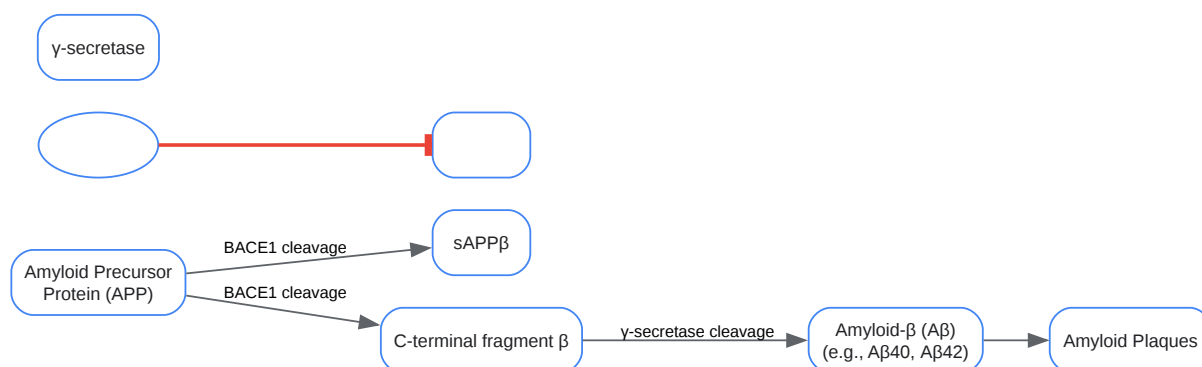 γ-secretase
BACE1 cleavage
sAPPβ
Amyloid Precursor
Protein (APP)
BACE1 cleavage
C-terminal fragment β
γ-secretase cleavage
Amyloid-β (Aβ)
(e.g., Aβ40, Aβ42)
Amyloid Plaques